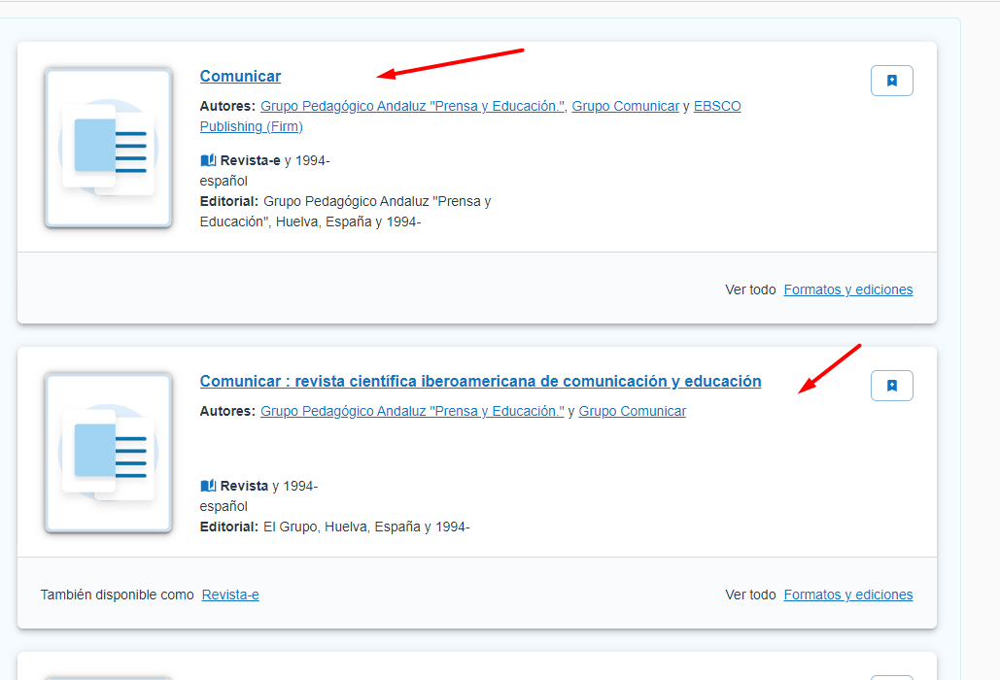 Comunicar
Autores: Grupo Pedagógico Andaluz "Prensa y Educación.", Grupo Comunicar y EBSCO
Publishing (Firm)
Revista-e y 1994-
español
Editorial: Grupo Pedagógico Andaluz "Prensa y
Educación", Huelva, España y 1994-
Ver todo Formatos y ediciones
Comunicar : revista científica iberoamericana de comunicación y educación
Autores: Grupo Pedagógico Andaluz "Prensa y Educación." y Grupo Comunicar
Revista y 1994-
español
Editorial: El Grupo, Huelva, España y 1994-
También disponible como Revista-e
Ver todo Formatos y ediciones